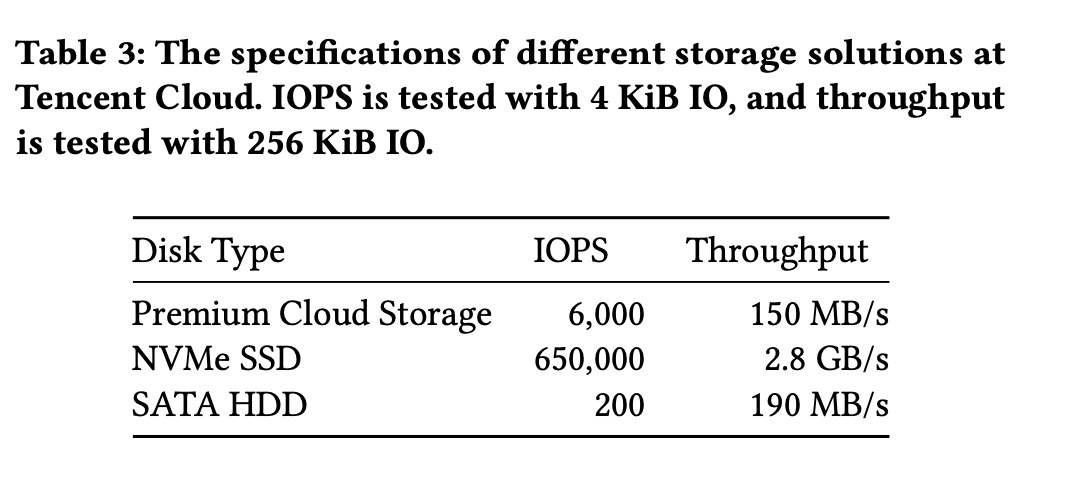 Table 3: The specifications of different storage solutions at
Tencent Cloud. IOPS is tested with 4 KiB IO, and throughput
is tested with 256 KiB IO.
Disk Type IOPS Throughput
Premium Cloud Storage 6,000 150 MB/s
NVMe SSD 650,000 2.8 GB/s
SATA HDD 200 190 MB/s